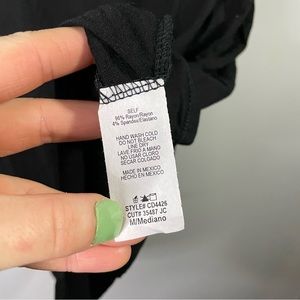 SELF
96% Rayon/Rayon
4% Spandex/Elastano
HAND WASH COLD
DO NOT BLEACH
LINE DRY
LAVE FRIO A MANO
NO USAR CLORO
SECAR COLGADO
MADE IN MEXICO
HECHO EN MEXICO
STYLE# CD4426
CUT# 35487 JC
M/Mediano